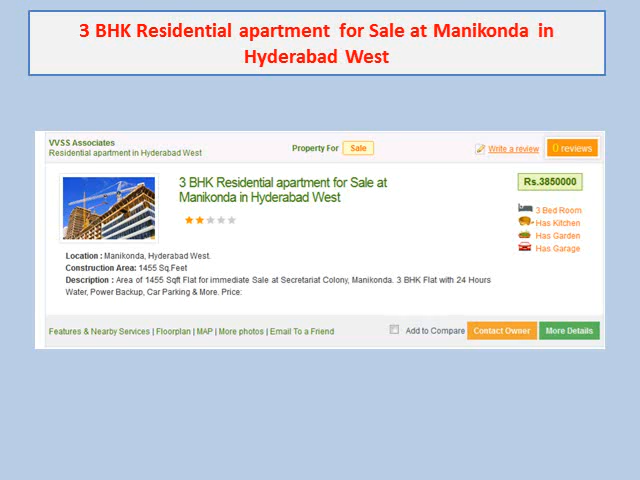 3 BHK Residential apartment for Sale at Manikonda in
Hyderabad West
VVSS Associates
Residential apartment in Hyderabad West
Property For Sale
Write a review
0 reviews
3 BHK Residential apartment for Sale at
Manikonda in Hyderabad West
Rs.3850000
3 Bed Room
Has Kitchen
Has Garden
Has Garage
Location : Manikonda, Hyderabad West.
Construction Area: 1455 Sq.Feet
Description : Area of 1455 Sqft Flat for immediate Sale at Secretariat Colony, Manikonda. 3 BHK Flat with 24 Hours
Water, Power Backup, Car Parking & More. Price:
Features & Nearby Services | Floorplan | MAP | More photos | Email To a Friend
Add to Compare
Contact Owner
More Details